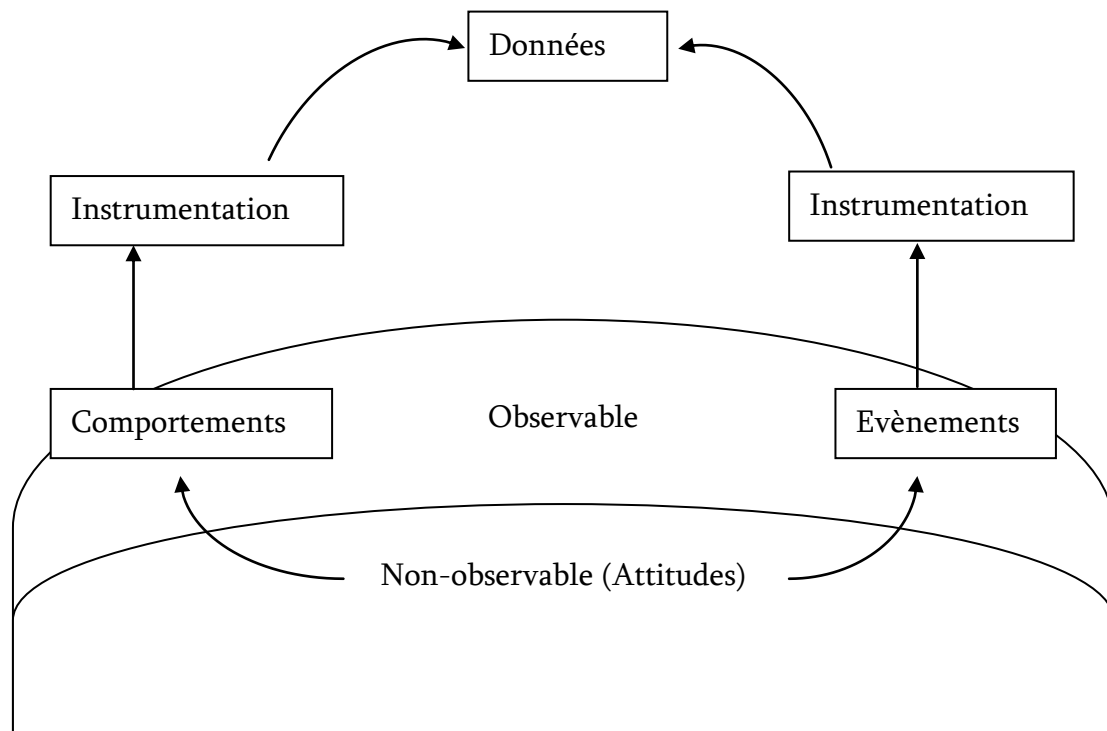 Données
Instrumentation
Instrumentation
Comportements
Observable
Evènements
Non-observable (Attitudes)